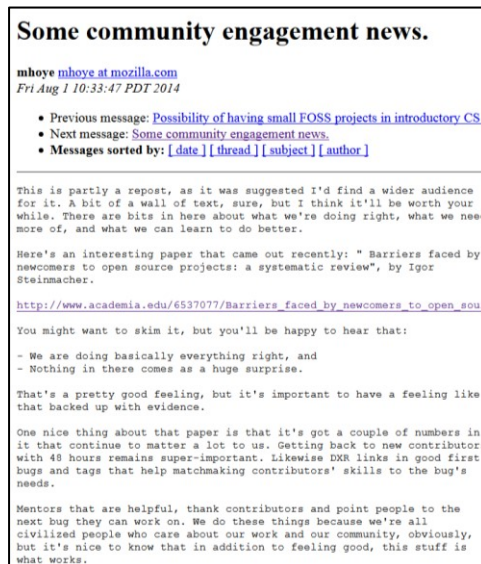 Some community engagement news.
mhoye mhoye at mozilla.com
Fri Aug 1 10:33:47 PDT 2014
• Previous message: Possibility of having small FOSS projects in introductory CS
• Next message: Some community engagement news.
• Messages sorted by: [ date ] [ thread ] [ subject ] [ author ]
This is partly a repost, as it was suggested I'd find a wider audience
for it. A bit of a wall of text, sure, but I think it'll be worth your
while. There are bits in here about what we're doing right, what we nee
more of, and what we can learn to do better.
Here's an interesting paper that came out recently: " Barriers faced by
newcomers to open source projects: a systematic review", by Igor
Steinmacher.
http://www.academia.edu/6537077/Barriers_faced_by_newcomers_to_open_sou
You might want to skim it, but you'll be happy to hear that:
- We are doing basically everything right, and
- Nothing in there comes as a huge surprise.
That's a pretty good feeling, but it's important to have a feeling like
that backed up with evidence.
One nice thing about that paper is that it's got a couple of numbers in
it that continue to matter a lot to us. Getting back to new contributor
with 48 hours remains super-important. Likewise DXR links in good first
bugs and tags that help matchmaking contributors' skills to the bug's
needs.
Mentors that are helpful, thank contributors and point people to the
next bug they can work on. We do these things because we're all
civilized people who care about our work and our community, obviously,
but it's nice to know that in addition to feeling good, this stuff is
what works.